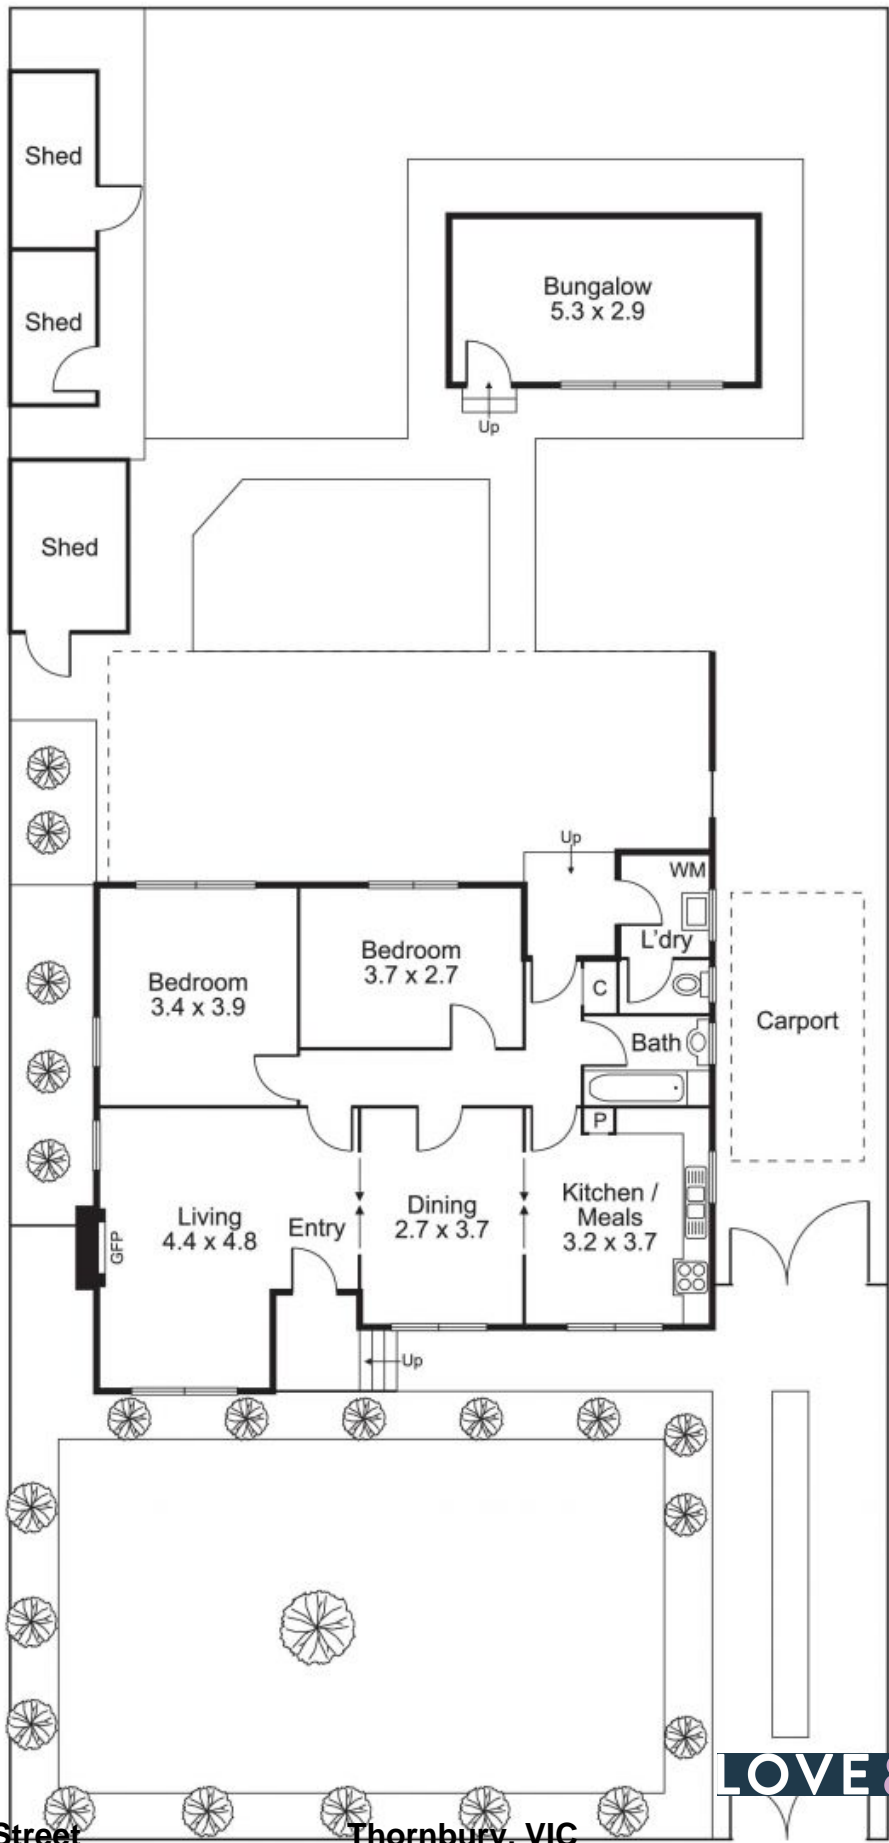 Shed
Shed
Bungalow
5.3 x 2.9
Up
Shed
Up
WM
L'dry
Bedroom
3.7 x 2.7
Bedroom
3.4 x 3.9
C
Bath
Carport
P
Kitchen /
Meals
3.2 x 3.7
Dining
2.7 x 3.7
Living
4.4 x 4.8
Entry
GFP
Up
LOVE
Street
Thornbury, VIC